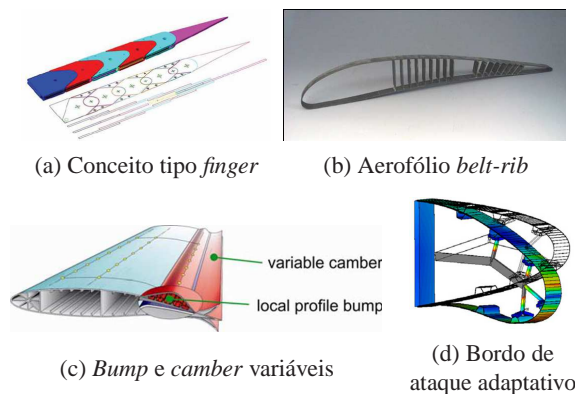 (a) Conceito tipo finger
(b) Aerofólio belt-rib
variable camber
local profile bump
(c) Bump e camber variáveis
(d) Bordo de
ataque adaptativo